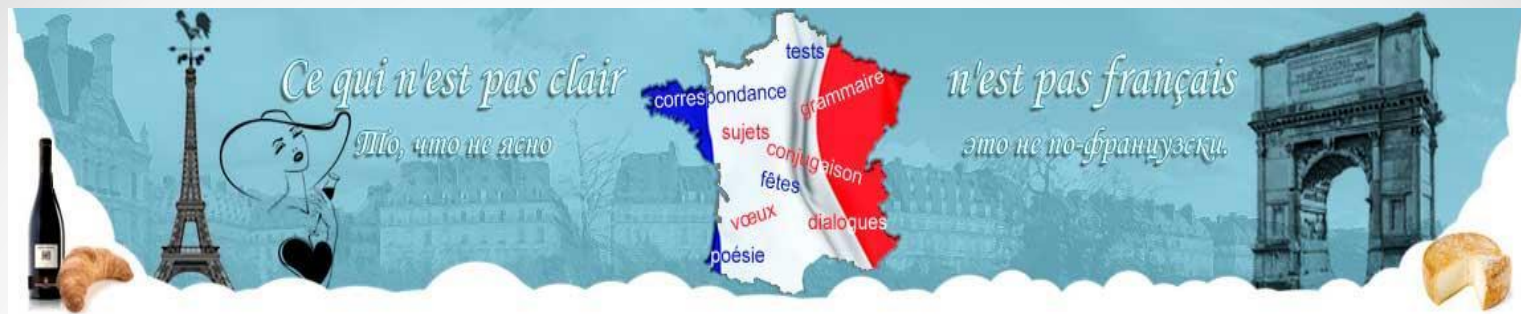 Ce qui n'est pas clair
То, что не ясно
tests
correspondance
grammaire
sujets
conjugaison
fêtes
vœux
dialogues
poésie
n'est pas français
это не по-французски.